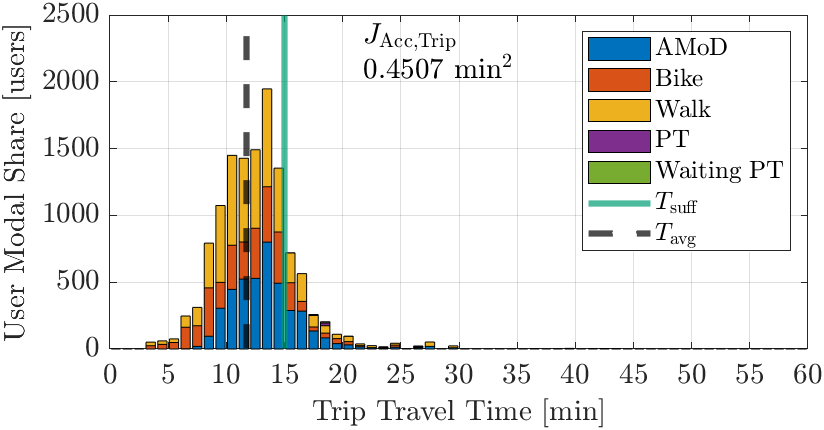 2500
2000
1500
1000
500
0
User Modal Share [users]
J_Acc,Trip
0.4507 min²
AMoD
Bike
Walk
PT
Waiting PT
T_suff
T_avg
0 5 10 15 20 25 30 35 40 45 50 55 60
Trip Travel Time [min]